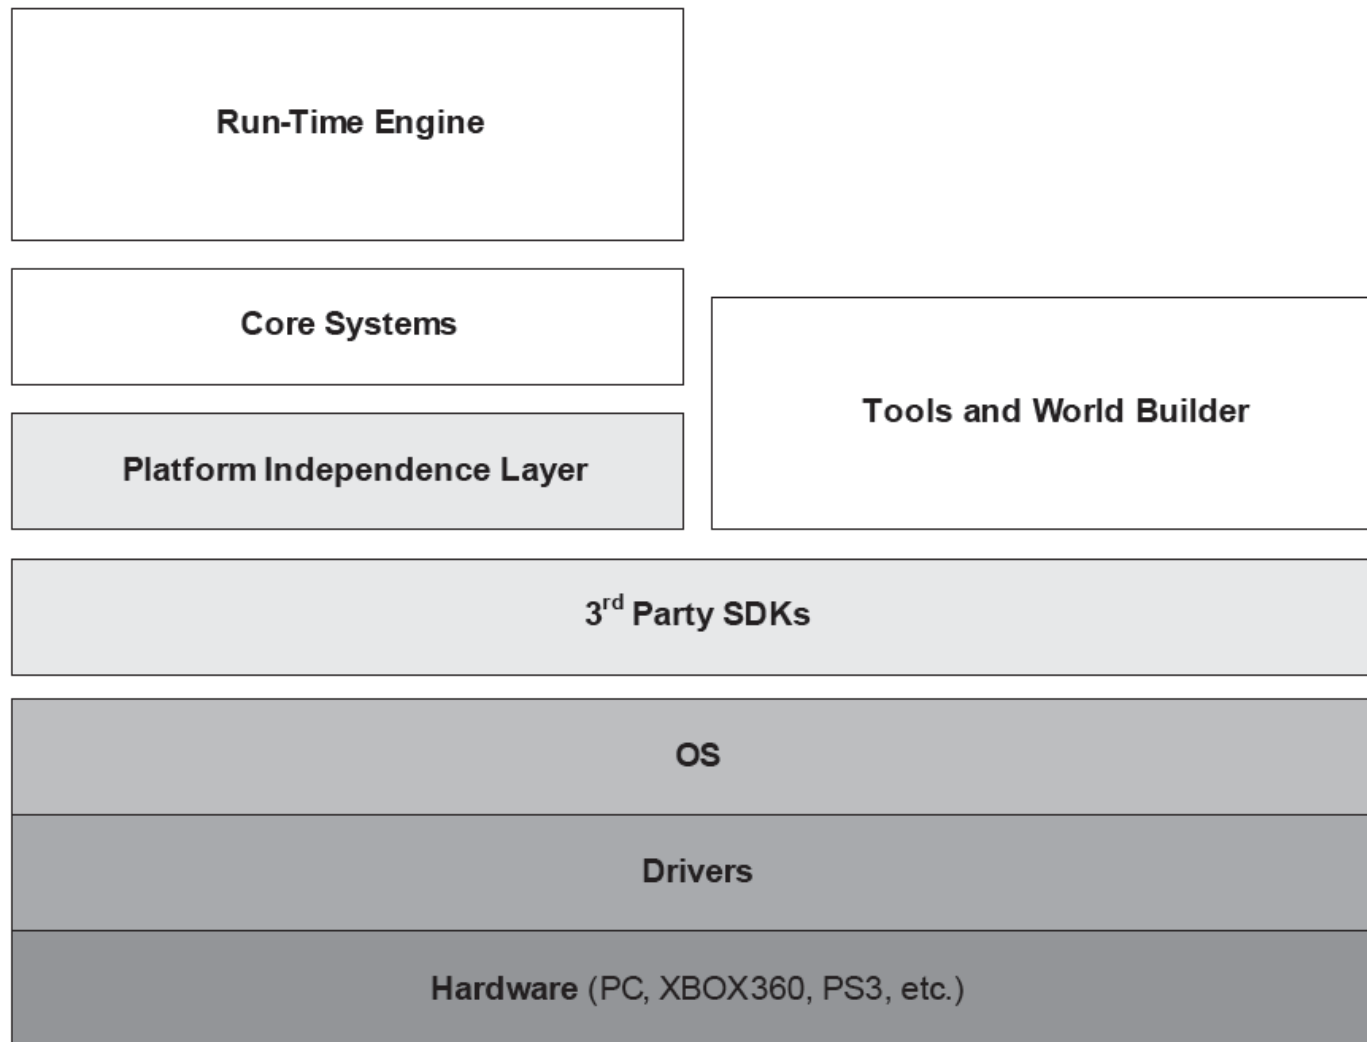 Run-Time Engine
Core Systems
Tools and World Builder
Platform Independence Layer
3rd Party SDKs
OS
Drivers
Hardware (PC, XBOX360, PS3, etc.)